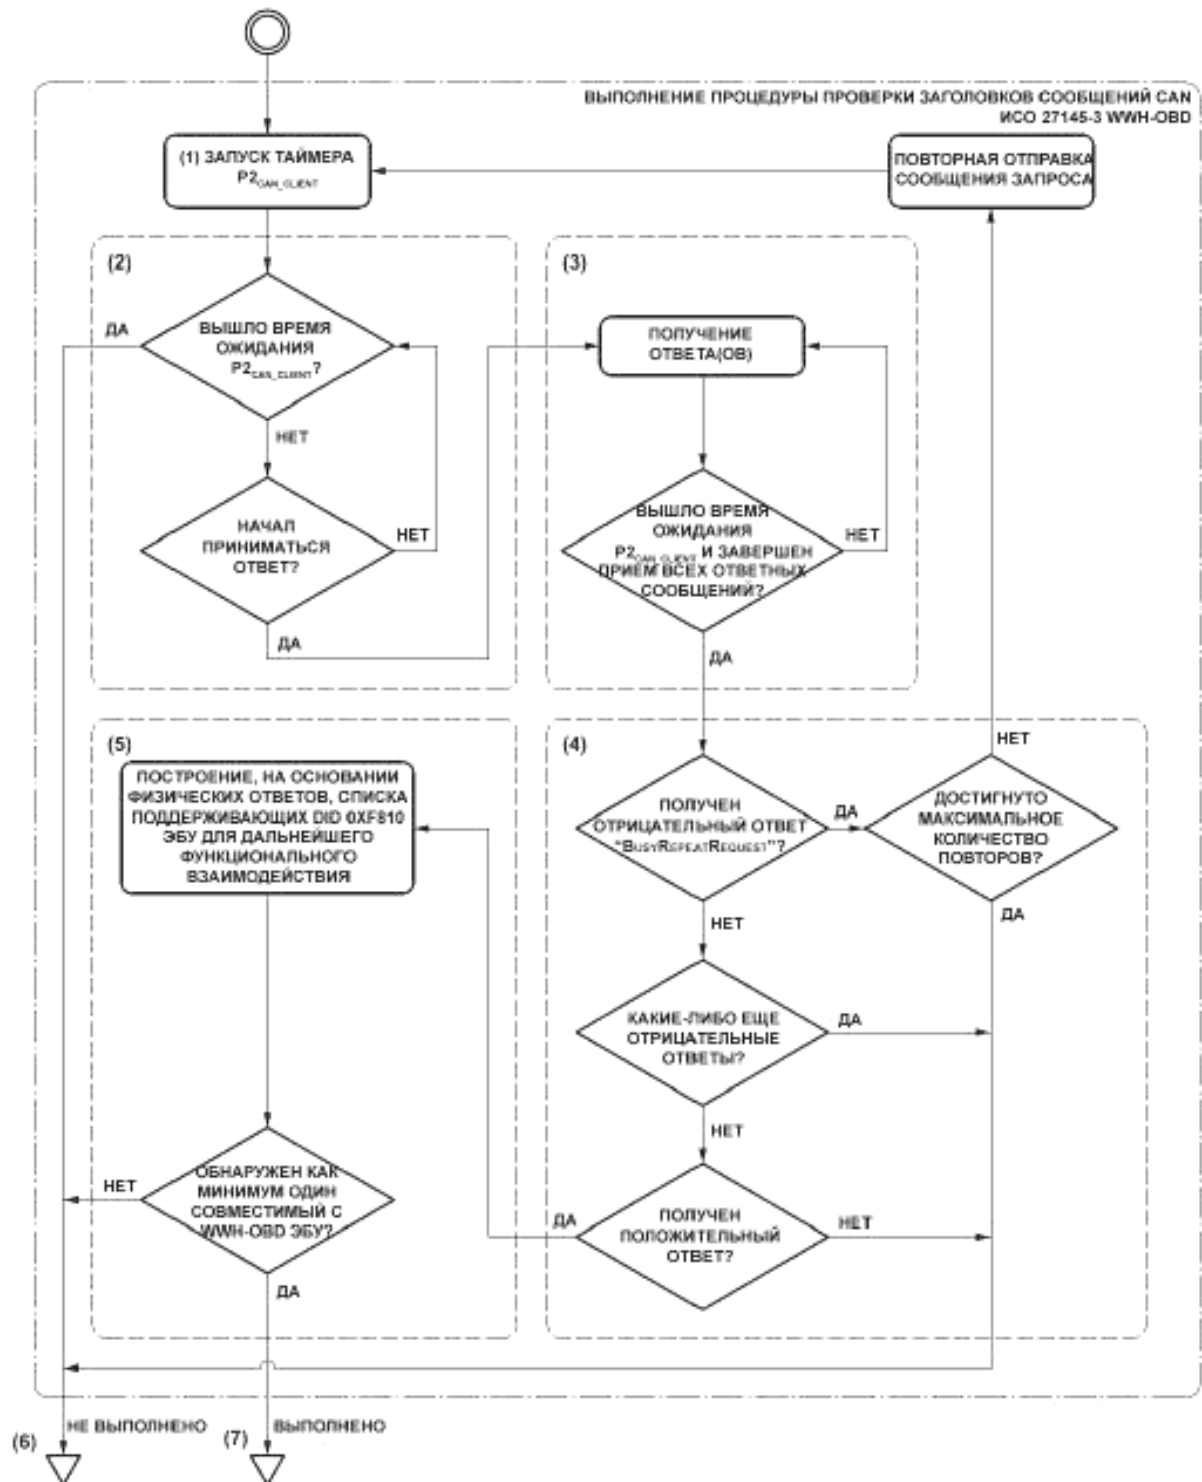 ВЫПОЛНЕНИЕ ПРОЦЕДУРЫ ПРОВЕРКИ ЗАГОЛОВКОВ СООБЩЕНИЙ CAN
ИСО 27145-3 WWH-OBD
(1) ЗАПУСК ТАЙМЕРА
P2CAN_CLIENT
ПОВТОРНАЯ ОТПРАВКА
СООБЩЕНИЯ ЗАПРОСА
(2)
ВЫШЛО ВРЕМЯ
ОЖИДАНИЯ
P2CAN_CLIENT?
ДА
НЕТ
НАЧАЛ
ПРИНИМАТЬСЯ
ОТВЕТ?
НЕТ
ДА
(3)
ПОЛУЧЕНИЕ
ОТВЕТА(ОВ)
ВЫШЛО ВРЕМЯ
ОЖИДАНИЯ
P2CAN_CLIENT И ЗАВЕРШЕН
ПРИЕМ ВСЕХ ОТВЕТНЫХ
СООБЩЕНИЙ?
НЕТ
ДА
(4)
ПОЛУЧЕН
ОТРИЦАТЕЛЬНЫЙ ОТВЕТ
"BUSYREPEATREQUEST"?
ДА
НЕТ
НЕТ
ДОСТИГНУТО
МАКСИМАЛЬНОЕ
КОЛИЧЕСТВО
ПОВТОРОВ?
ДА
КАКИЕ-ЛИБО ЕЩЕ
ОТРИЦАТЕЛЬНЫЕ
ОТВЕТЫ?
ДА
НЕТ
ПОЛУЧЕН
ПОЛОЖИТЕЛЬНЫЙ
ОТВЕТ?
ДА
НЕТ
(5)
ПОСТРОЕНИЕ, НА ОСНОВАНИИ
ФИЗИЧЕСКИХ ОТВЕТОВ, СПИСКА
ПОДДЕРЖИВАЮЩИХ DID 0XF810
ЭБУ ДЛЯ ДАЛЬНЕЙШЕГО
ФУНКЦИОНАЛЬНОГО
ВЗАИМОДЕЙСТВИЯ
ОБНАРУЖЕН КАК
МИНИМУМ ОДИН
СОВМЕСТИМЫЙ С
WWH-OBD ЭБУ?
НЕТ
ДА
(6)
НЕ ВЫПОЛНЕНО
(7)
ВЫПОЛНЕНО